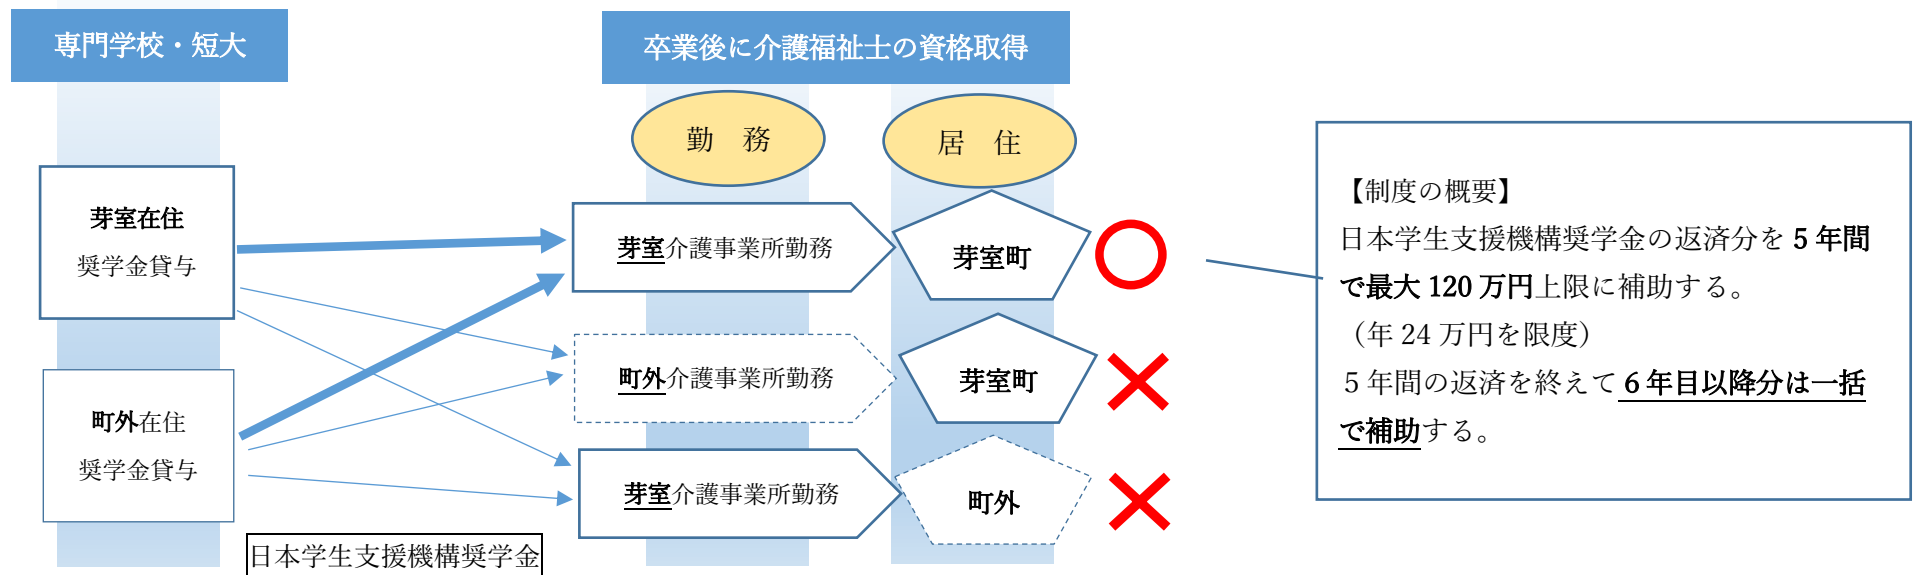 専門学校・短大
卒業後に介護福祉士の資格取得
勤　務
居　住
芽室在住
奨学金貸与
芽室介護事業所勤務
芽室町
町外介護事業所勤務
芽室町
町外在住
奨学金貸与
芽室介護事業所勤務
町外
日本学生支援機構奨学金
【制度の概要】
日本学生支援機構奨学金の返済分を 5 年間
で最大 120 万円上限に補助する。
（年 24 万円を限度）
５年間の返済を終えて 6 年目以降分は一括
で補助する。